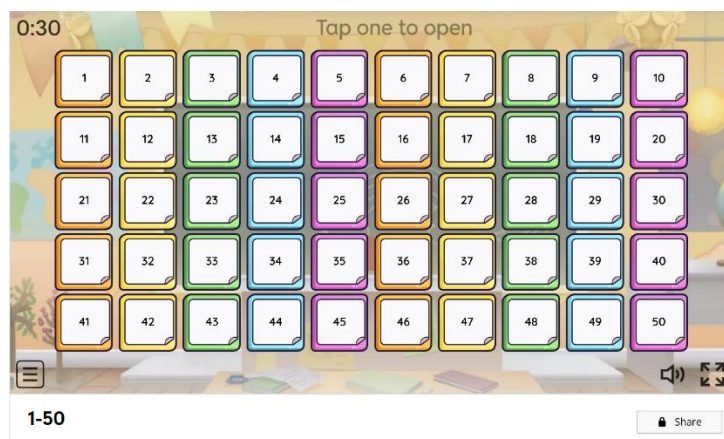 0:30 Tap one to open
1 2 3 4 5 6 7 8 9 10
11 12 13 14 15 16 17 18 19 20
21 22 23 24 25 26 27 28 29 30
31 32 33 34 35 36 37 38 39 40
41 42 43 44 45 46 47 48 49 50
1-50
Share